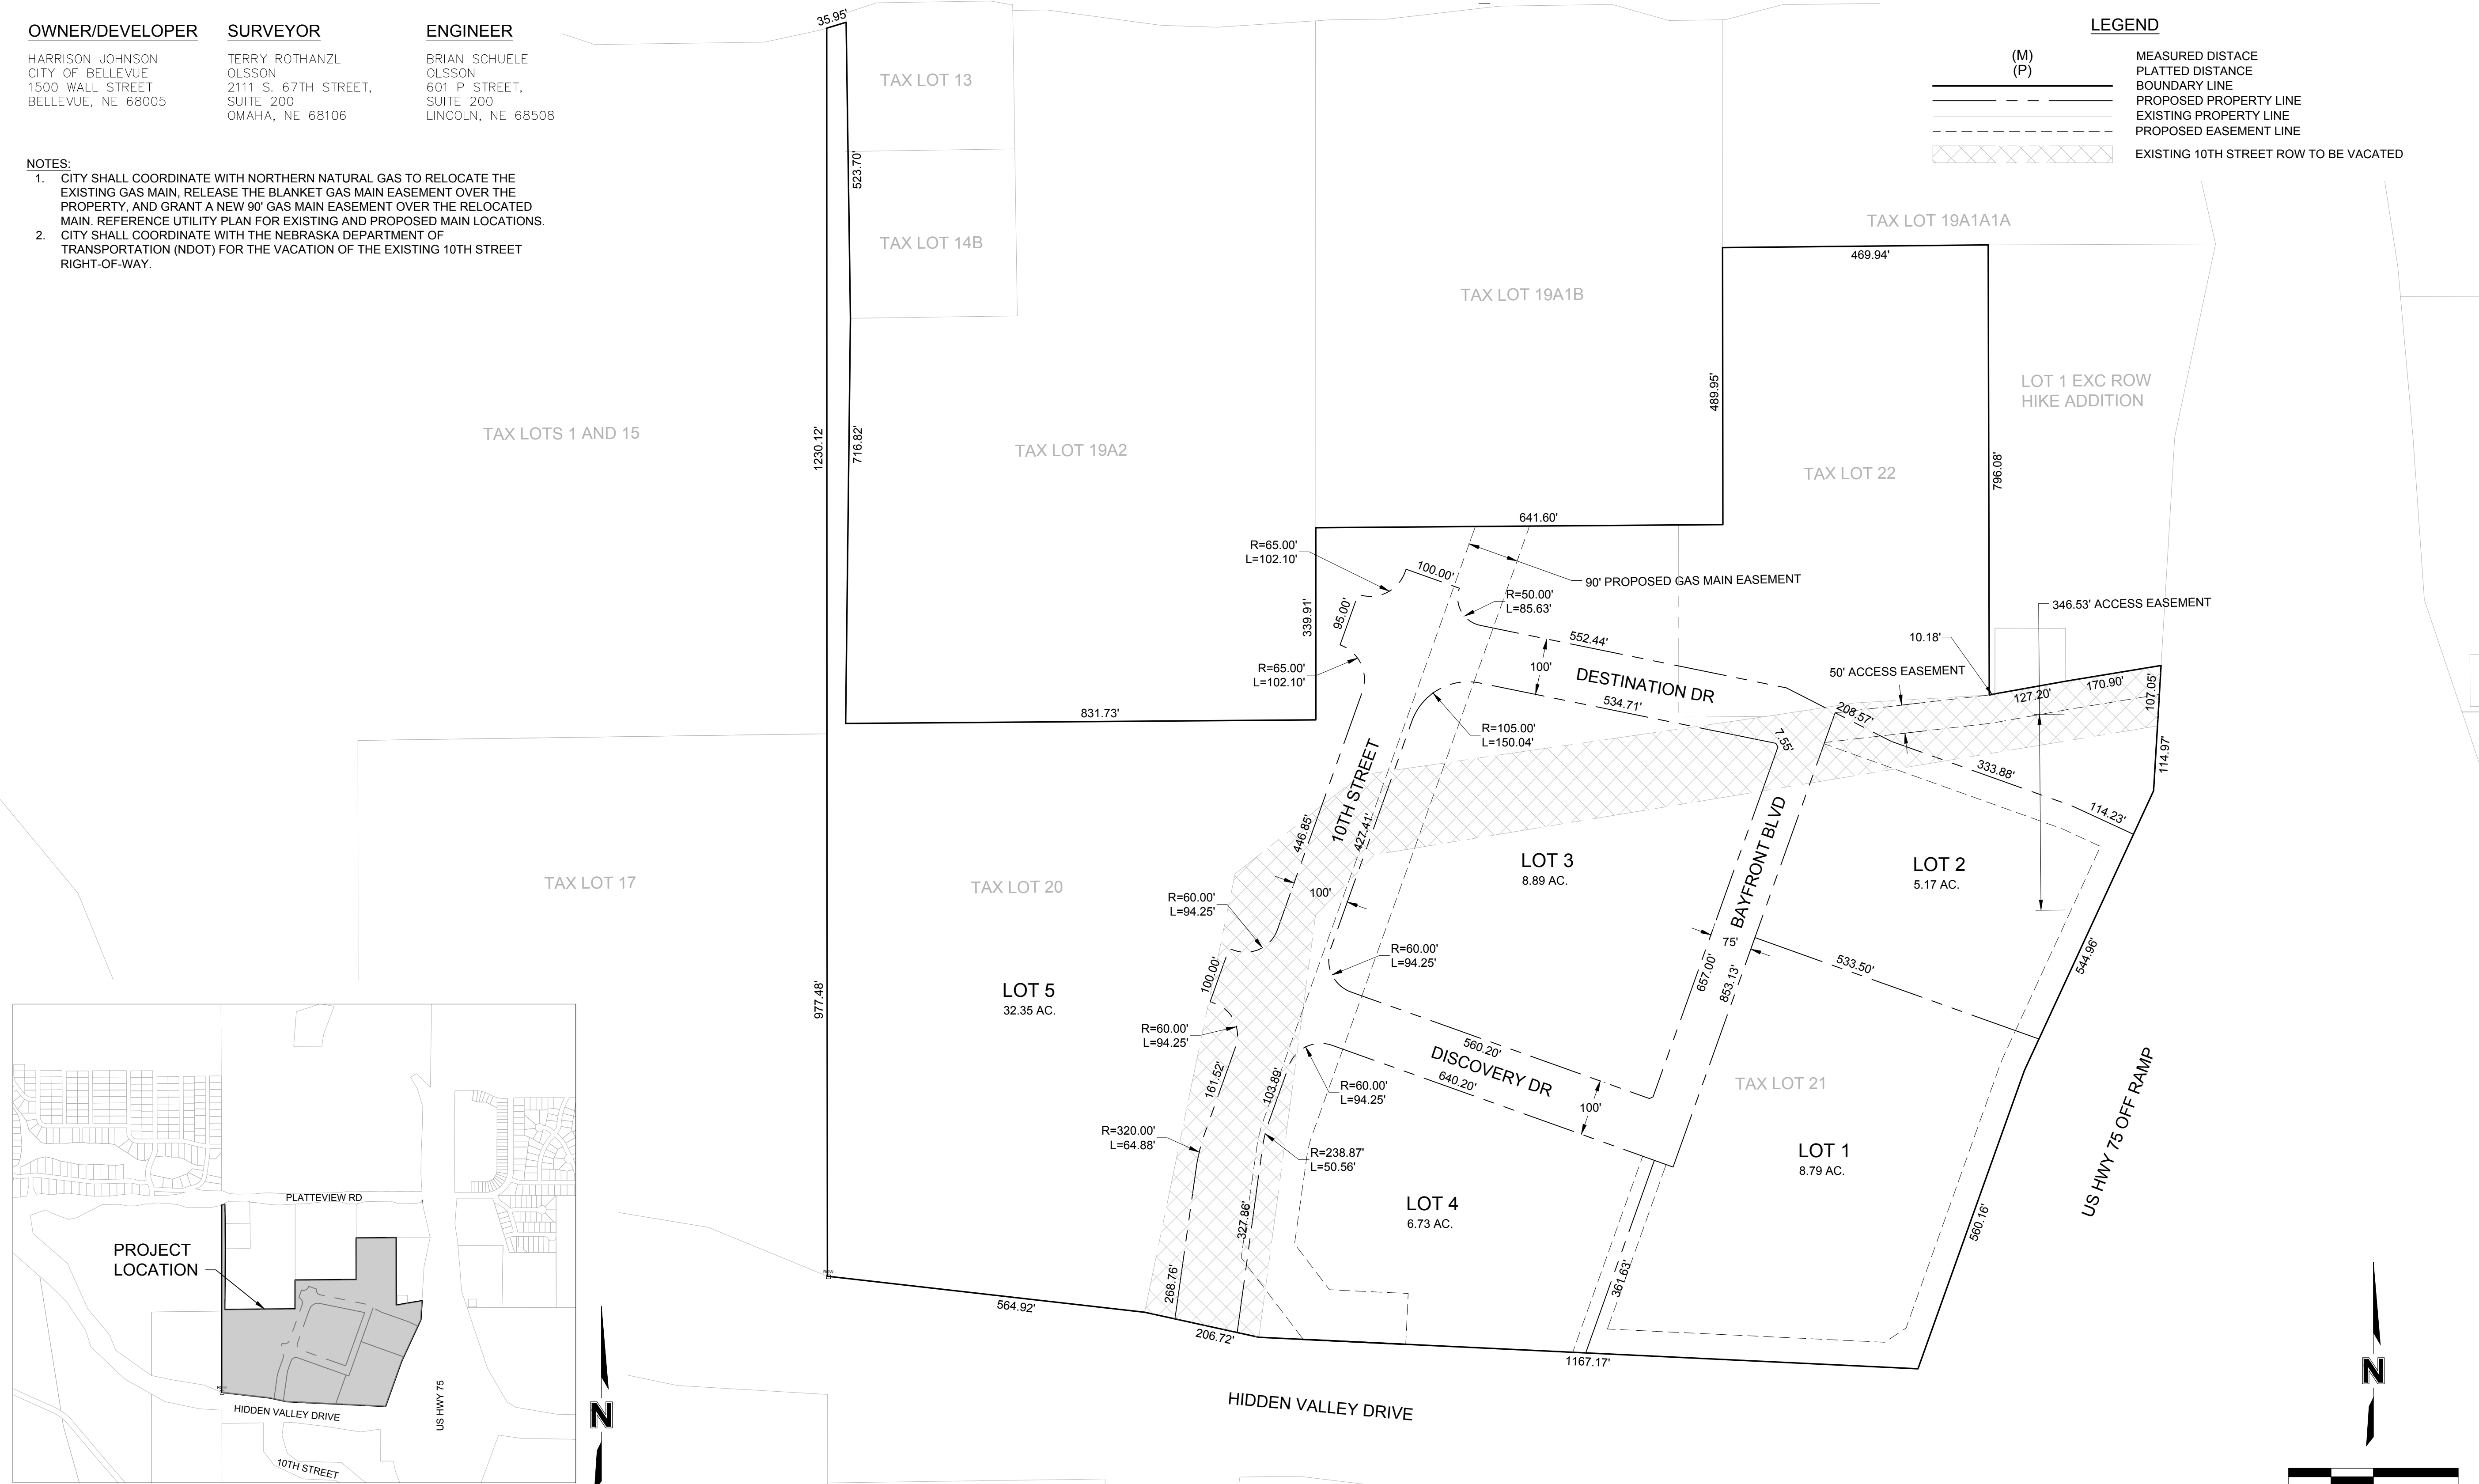 OWNER/DEVELOPER
HARRISON JOHNSON
CITY OF BELLEVUE
1500 WALL STREET
BELLEVUE, NE 68005
SURVEYOR
TERRY ROTHANZL
OLSSON
2111 S. 67TH STREET,
SUITE 200
OMAHA, NE 68106
ENGINEER
BRIAN SCHUELE
OLSSON
601 P STREET,
SUITE 200
LINCOLN, NE 68508
NOTES:
1. CITY SHALL COORDINATE WITH NORTHERN NATURAL GAS TO RELOCATE THE
EXISTING GAS MAIN, RELEASE THE BLANKET GAS MAIN EASEMENT OVER THE
PROPERTY, AND GRANT A NEW 90' GAS MAIN EASEMENT OVER THE RELOCATED
MAIN. REFERENCE UTILITY PLAN FOR EXISTING AND PROPOSED MAIN LOCATIONS.
2. CITY SHALL COORDINATE WITH THE NEBRASKA DEPARTMENT OF
TRANSPORTATION (NDOT) FOR THE VACATION OF THE EXISTING 10TH STREET
RIGHT-OF-WAY.
LEGEND
(M) MEASURED DISTACE
(P) PLATTED DISTANCE
BOUNDARY LINE
PROPOSED PROPERTY LINE
EXISTING PROPERTY LINE
PROPOSED EASEMENT LINE
EXISTING 10TH STREET ROW TO BE VACATED
35.95'
TAX LOT 13
523.70'
TAX LOT 14B
TAX LOT 19A1A1A
469.94'
TAX LOT 19A1B
489.95'
LOT 1 EXC ROW
HIKE ADDITION
TAX LOTS 1 AND 15
1230.12'
716.82'
TAX LOT 19A2
TAX LOT 22
796.08'
641.60'
R=65.00'
L=102.10'
100.00'
90' PROPOSED GAS MAIN EASEMENT
R=50.00'
L=85.63'
346.53' ACCESS EASEMENT
339.91'
95.00'
552.44'
10.18'
R=65.00'
L=102.10'
100'
DESTINATION DR
534.71'
50' ACCESS EASEMENT
127.20'
170.90'
107.05'
831.73'
208.57'
R=105.00'
L=150.04'
7.55'
114.97'
333.88'
114.23'
10TH STREET
446.85'
427.41'
BAYFRONT BLVD
LOT 3
8.89 AC.
LOT 2
5.17 AC.
TAX LOT 17
TAX LOT 20
100'
R=60.00'
L=94.25'
75'
R=60.00'
L=94.25'
533.50'
544.96'
100.00'
657.00'
853.13'
977.48'
LOT 5
32.35 AC.
R=60.00'
L=94.25'
560.20'
DISCOVERY DR
640.20'
161.52'
103.89'
R=60.00'
L=94.25'
100'
TAX LOT 21
US HWY 75 OFF RAMP
R=320.00'
L=64.88'
R=238.87'
L=50.56'
LOT 1
8.79 AC.
LOT 4
6.73 AC.
327.86'
560.16'
268.76'
361.63'
564.92'
206.72'
1167.17'
HIDDEN VALLEY DRIVE
PLATTEVIEW RD
PROJECT
LOCATION
HIDDEN VALLEY DRIVE
US HWY 75
10TH STREET
N
N